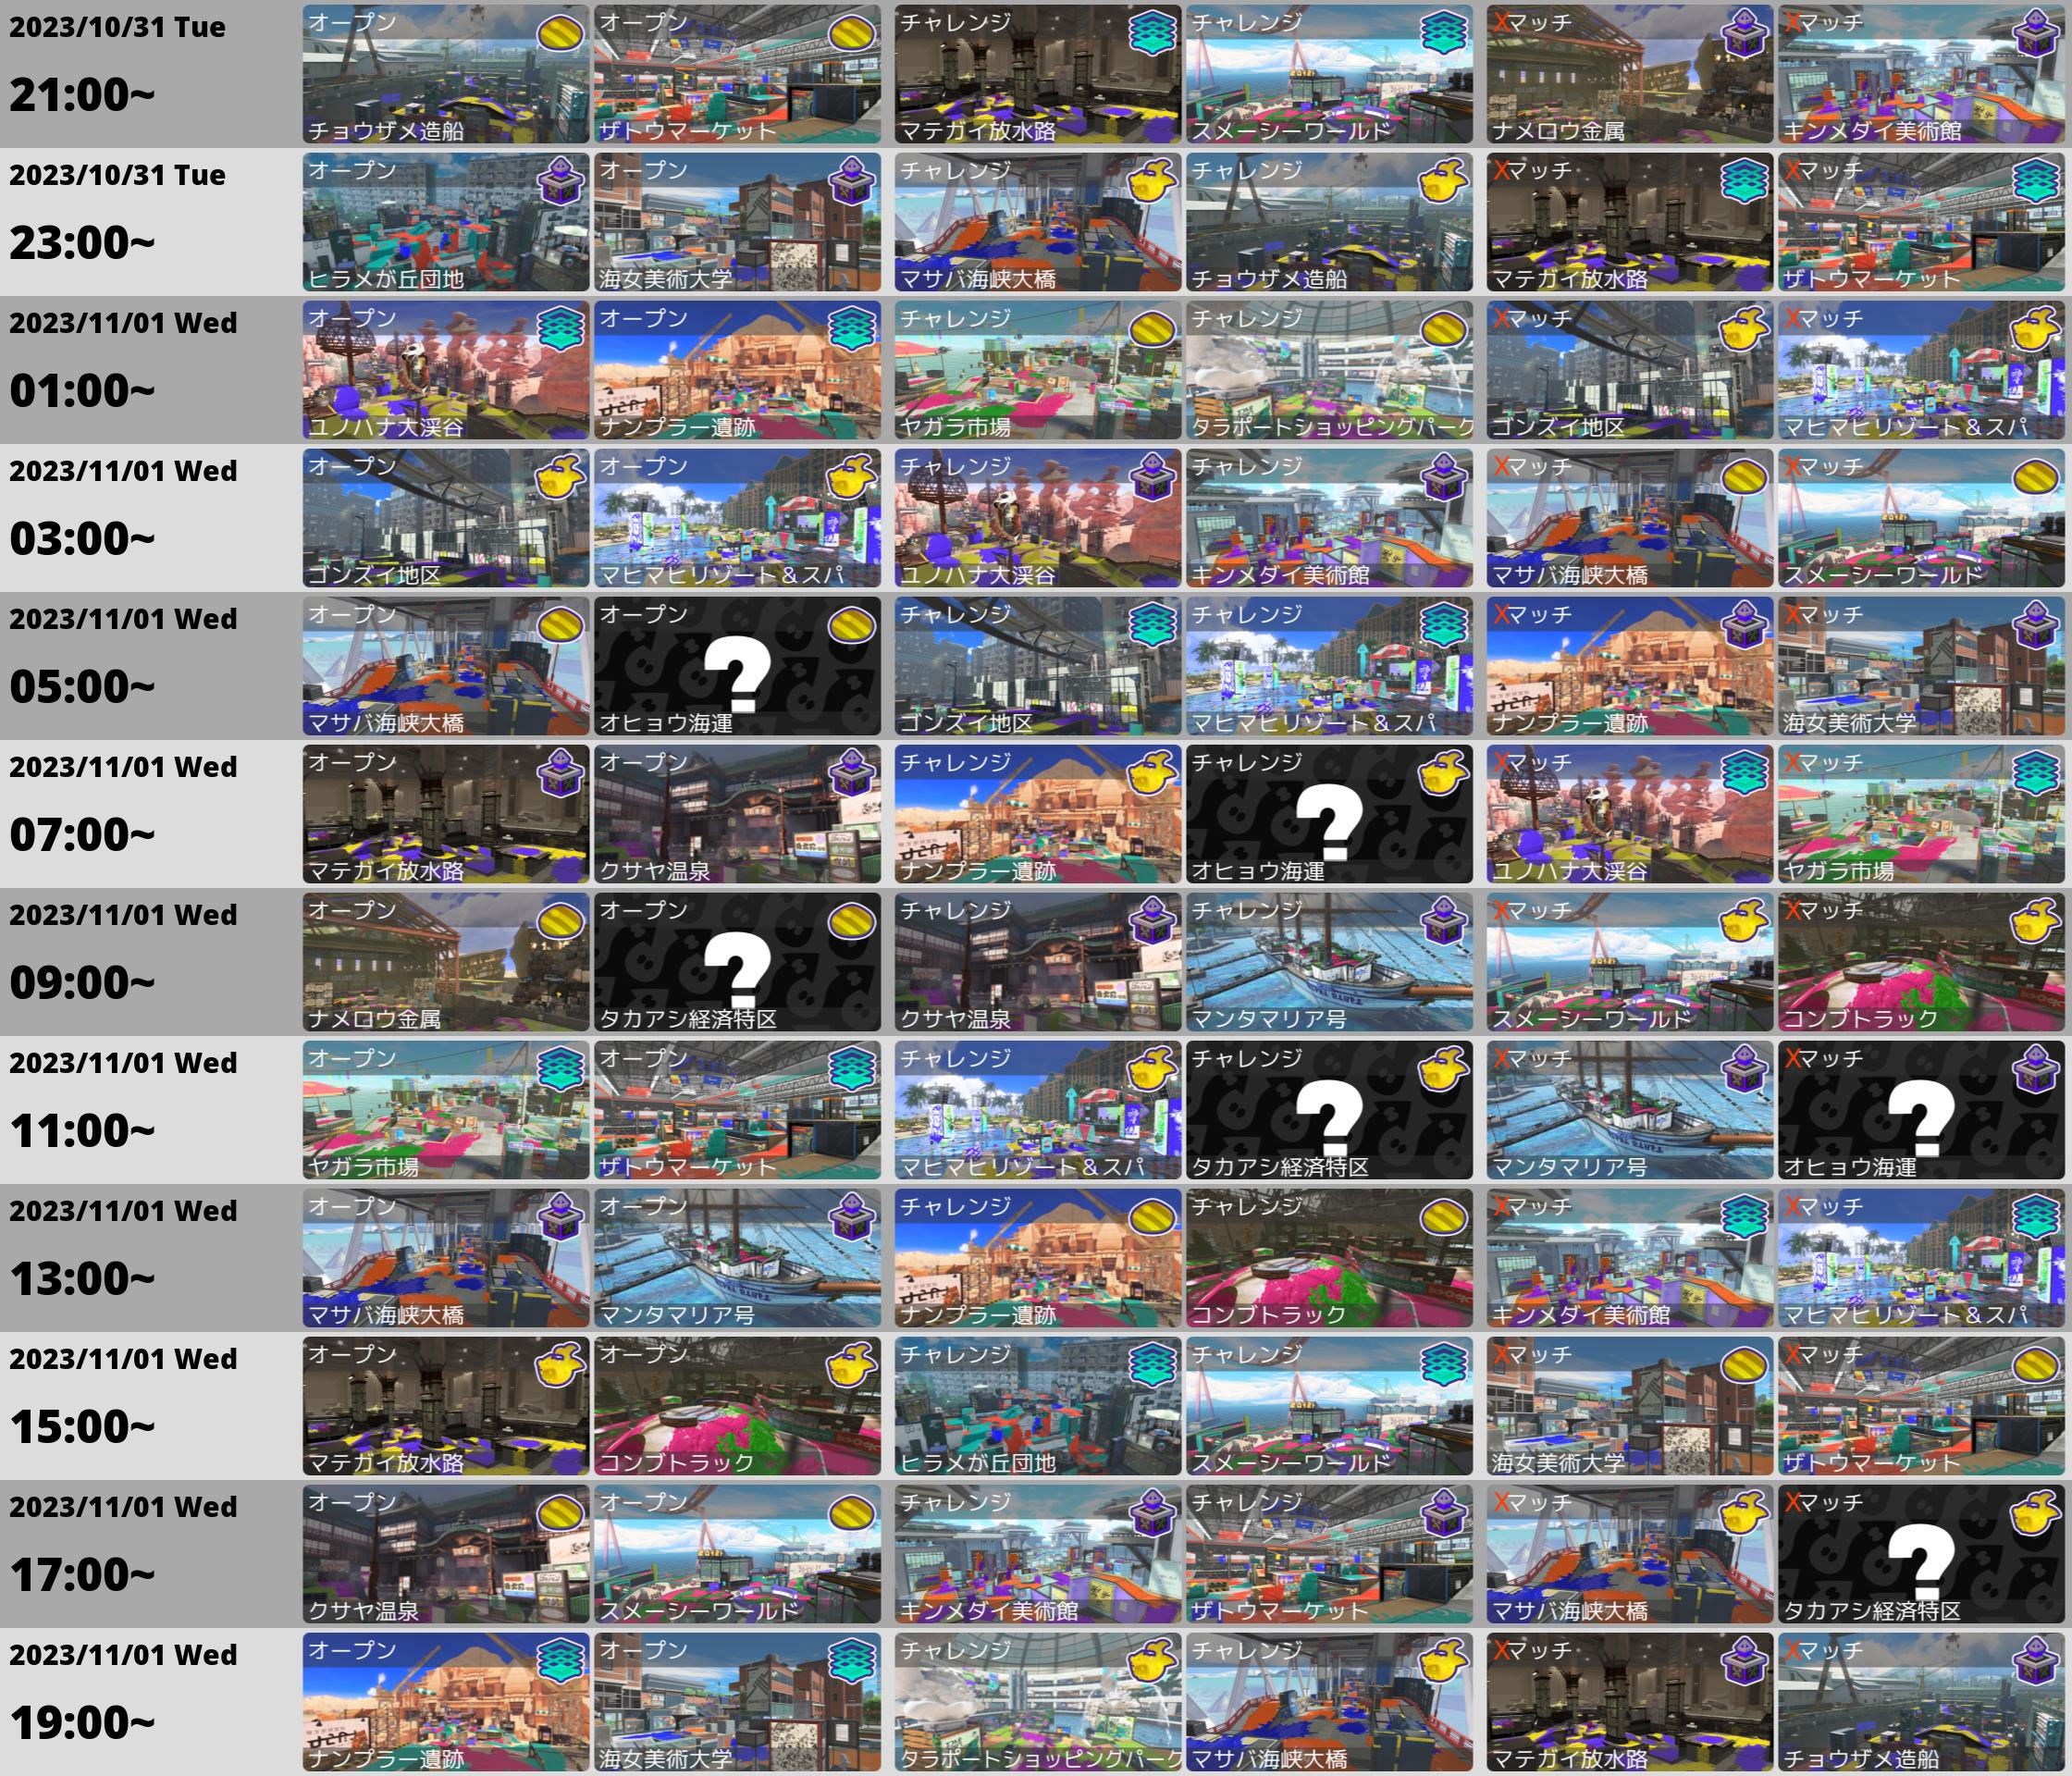 2023/10/31 Tue
21:00~
オープン オープン チャレンジ チャレンジ Xマッチ Xマッチ
チョウザメ造船 ザトウマーケット マテガイ放水路 スメーシーワールド ナメロウ金属 キンメダイ美術館
2023/10/31 Tue
23:00~
オープン オープン チャレンジ チャレンジ Xマッチ Xマッチ
ヒラメが丘団地 海女美術大学 マサバ海峡大橋 チョウザメ造船 マテガイ放水路 ザトウマーケット
2023/11/01 Wed
01:00~
オープン オープン チャレンジ チャレンジ Xマッチ Xマッチ
ユノハナ大渓谷 ナンプラー遺跡 ヤガラ市場 タラポートショッピングパーク ゴンズイ地区 マヒマヒリゾート＆スパ
2023/11/01 Wed
03:00~
オープン オープン チャレンジ チャレンジ Xマッチ Xマッチ
ゴンズイ地区 マヒマヒリゾート＆スパ ユノハナ大渓谷 キンメダイ美術館 マサバ海峡大橋 スメーシーワールド
2023/11/01 Wed
05:00~
オープン オープン チャレンジ チャレンジ Xマッチ Xマッチ
?
マサバ海峡大橋 オヒョウ海運 ゴンズイ地区 マヒマヒリゾート＆スパ ナンプラー遺跡 海女美術大学
2023/11/01 Wed
07:00~
オープン オープン チャレンジ チャレンジ Xマッチ Xマッチ
?
マテガイ放水路 クサヤ温泉 ナンプラー遺跡 オヒョウ海運 ユノハナ大渓谷 ヤガラ市場
2023/11/01 Wed
09:00~
オープン オープン チャレンジ チャレンジ Xマッチ Xマッチ
?
ナメロウ金属 タカアシ経済特区 クサヤ温泉 マンタマリア号 スメーシーワールド コンブトラック
2023/11/01 Wed
11:00~
オープン オープン チャレンジ チャレンジ Xマッチ Xマッチ
? ?
ヤガラ市場 ザトウマーケット マヒマヒリゾート＆スパ タカアシ経済特区 マンタマリア号 オヒョウ海運
2023/11/01 Wed
13:00~
オープン オープン チャレンジ チャレンジ Xマッチ Xマッチ
マサバ海峡大橋 マンタマリア号 ナンプラー遺跡 コンブトラック キンメダイ美術館 マヒマヒリゾート＆スパ
2023/11/01 Wed
15:00~
オープン オープン チャレンジ チャレンジ Xマッチ Xマッチ
マテガイ放水路 コンブトラック ヒラメが丘団地 スメーシーワールド 海女美術大学 ザトウマーケット
2023/11/01 Wed
17:00~
オープン オープン チャレンジ チャレンジ Xマッチ Xマッチ
?
クサヤ温泉 スメーシーワールド キンメダイ美術館 ザトウマーケット マサバ海峡大橋 タカアシ経済特区
2023/11/01 Wed
19:00~
オープン オープン チャレンジ チャレンジ Xマッチ Xマッチ
ナンプラー遺跡 海女美術大学 タラポートショッピングパーク マサバ海峡大橋 マテガイ放水路 チョウザメ造船